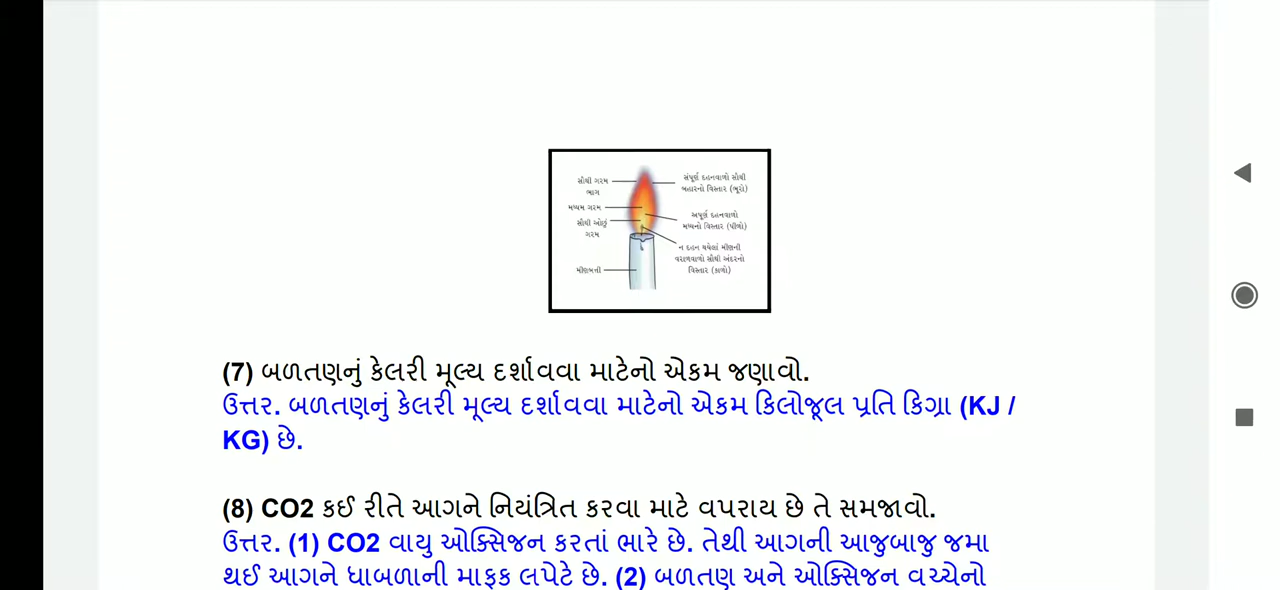 સૌથી ગરમ
ભાગ
મધ્યમ ગરમ
સૌથી ઓછું
ગરમ
મીણબત્તી
સંપૂર્ણ દહનવાળો સૌથી
બહારનો વિસ્તાર (ભૂરો)
અપૂર્ણ દહનવાળો
મધ્યનો વિસ્તાર (પીળો)
ન દહન થયેલાં મીણની
વરાળવાળો સૌથી અંદરનો
વિસ્તાર (કાળો)
(7) બળતણનું કેલરી મૂલ્ય દર્શાવવા માટેનો એકમ જણાવો.
ઉત્તર. બળતણનું કેલરી મૂલ્ય દર્શાવવા માટેનો એકમ કિલોજૂલ પ્રતિ કિગ્રા (KJ /
KG) છે.
(8) CO2 કઈ રીતે આગને નિયંત્રિત કરવા માટે વપરાય છે તે સમજાવો.
ઉત્તર. (1) CO2 વાયુ ઓક્સિજન કરતાં ભારે છે. તેથી આગની આજુબાજુ જમા
થઈ આગને ધાબળાની માફક લપેટે છે. (2) બળતણ અને ઓક્સિજન વચ્ચેનો